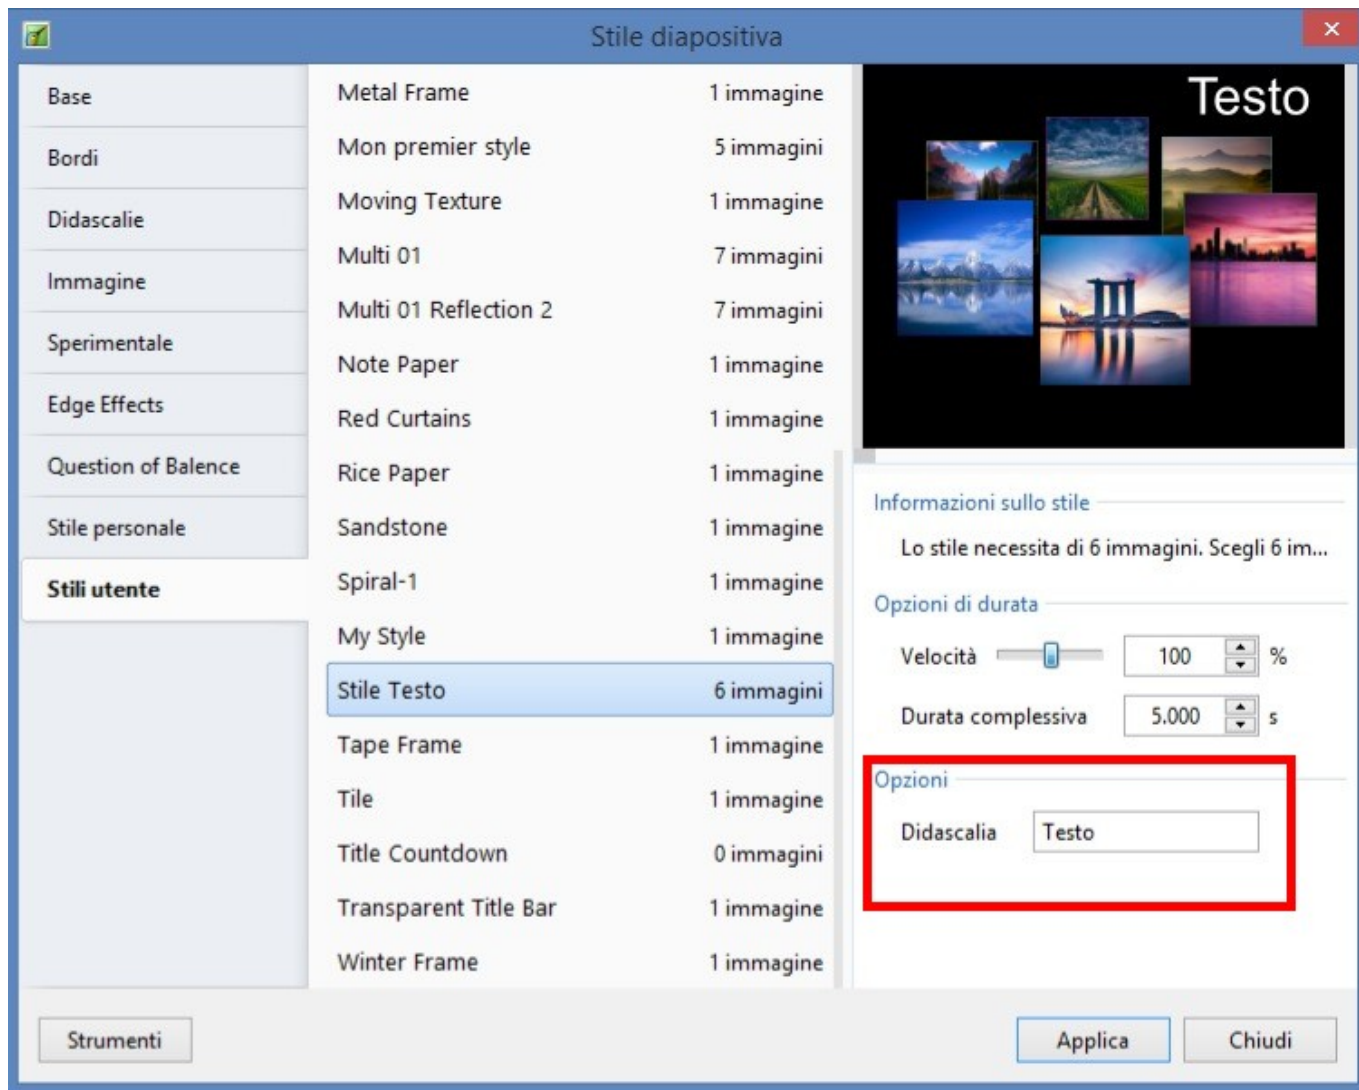 Stile diapositiva
Base
Bordi
Didascalie
Immagine
Sperimentale
Edge Effects
Question of Balence
Stile personale
Stili utente
Metal Frame 1 immagine
Mon premier style 5 immagini
Moving Texture 1 immagine
Multi 01 7 immagini
Multi 01 Reflection 2 7 immagini
Note Paper 1 immagine
Red Curtains 1 immagine
Rice Paper 1 immagine
Sandstone 1 immagine
Spiral-1 1 immagine
My Style 1 immagine
Stile Testo 6 immagini
Tape Frame 1 immagine
Tile 1 immagine
Title Countdown 0 immagini
Transparent Title Bar 1 immagine
Winter Frame 1 immagine
Testo
Informazioni sullo stile
Lo stile necessita di 6 immagini. Scegli 6 im...
Opzioni di durata
Velocità 100 %
Durata complessiva 5.000 s
Opzioni
Didascalia Testo
Strumenti
Applica
Chiudi